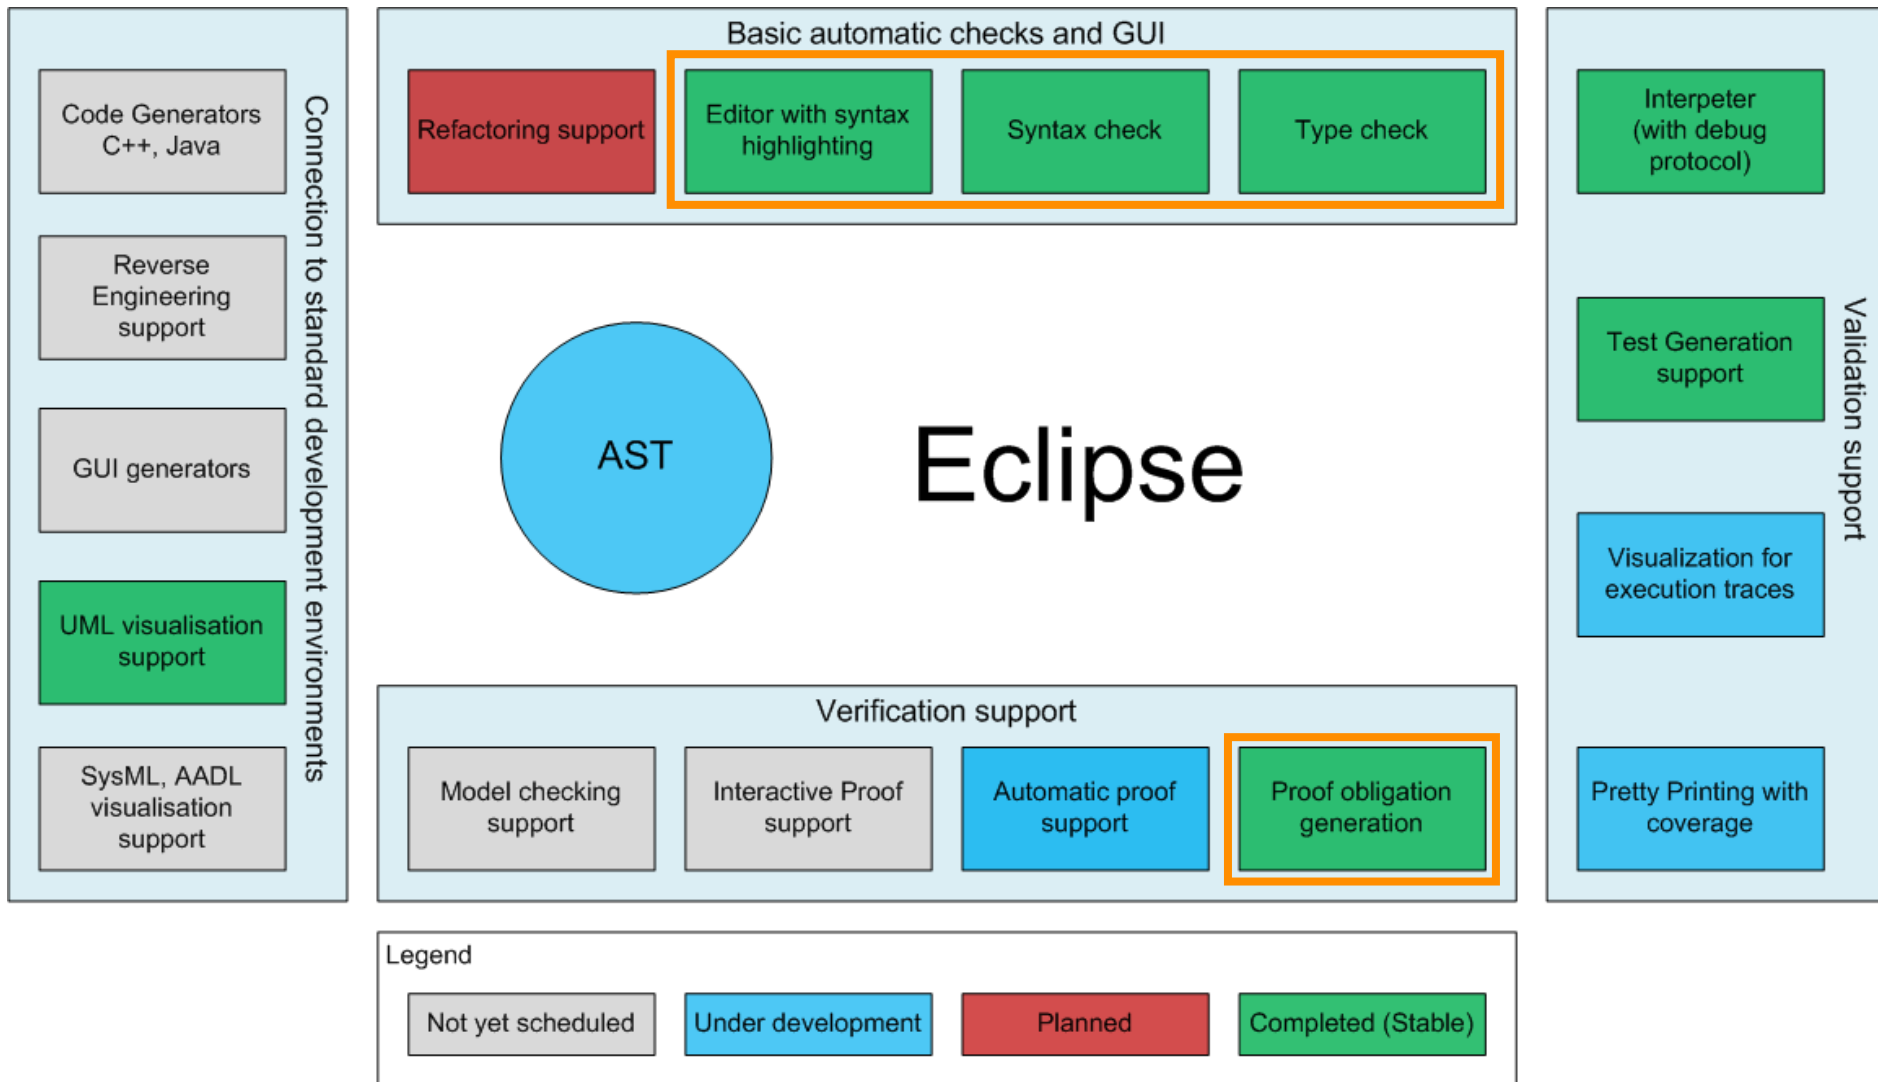 Basic automatic checks and GUI
Refactoring support
Editor with syntax
highlighting
Syntax check
Type check
Code Generators
C++, Java
Reverse
Engineering
support
GUI generators
UML visualisation
support
SysML, AADL
visualisation
support
Connection to standard development environments
AST
Eclipse
Interpeter
(with debug
protocol)
Test Generation
support
Visualization for
execution traces
Pretty Printing with
coverage
Validation support
Verification support
Model checking
support
Interactive Proof
support
Automatic proof
support
Proof obligation
generation
Legend
Not yet scheduled
Under development
Planned
Completed (Stable)